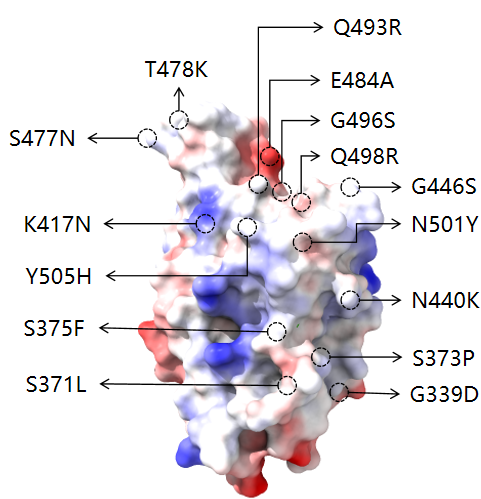 Q493R
T478K
E484A
G496S
S477N
Q498R
G446S
K417N
N501Y
Y505H
N440K
S375F
S373P
S371L
G339D